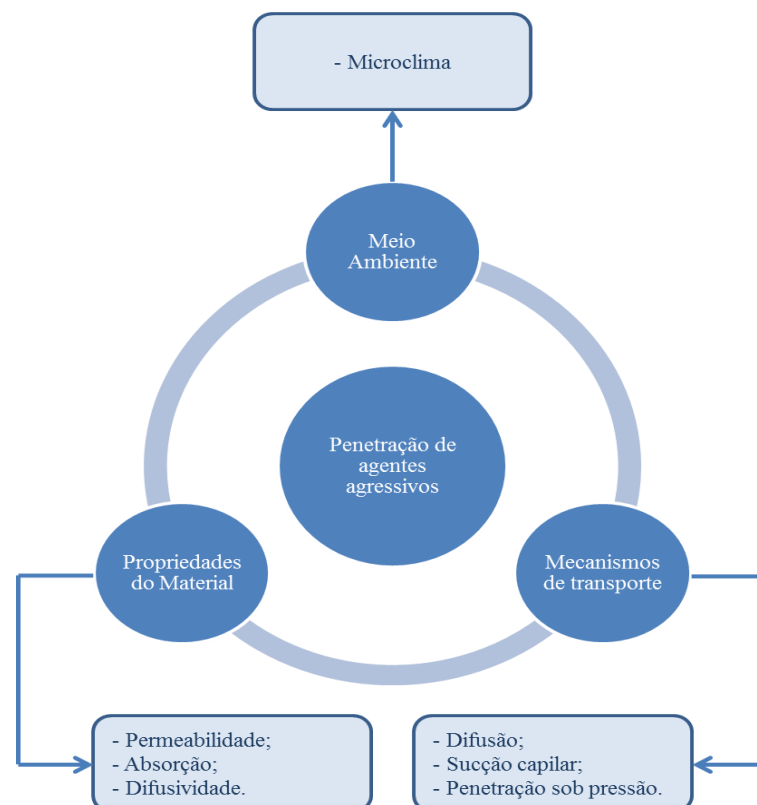 - Microclima
Meio
Ambiente
Penetração de
agentes
agressivos
Propriedades
do Material
Mecanismos
de transporte
- Permeabilidade;
- Absorção;
- Difusividade.
- Difusão;
- Sucção capilar;
- Penetração sob pressão.